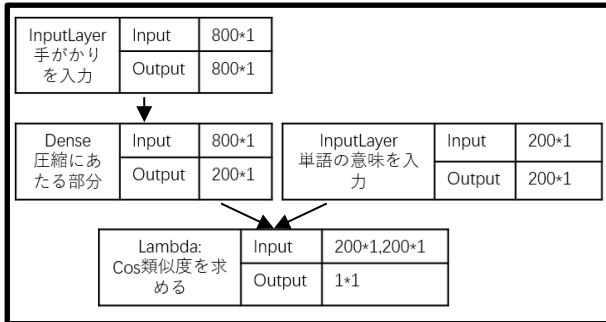 InputLayer
手がかり
を入力
Input
800*1
Output
800*1
Dense
圧縮にあ
たる部分
Input
800*1
Output
200*1
InputLayer
単語の意味を入
力
Input
200*1
Output
200*1
Lambda:
Cos類似度を求
める
Input
200*1,200*1
Output
1*1